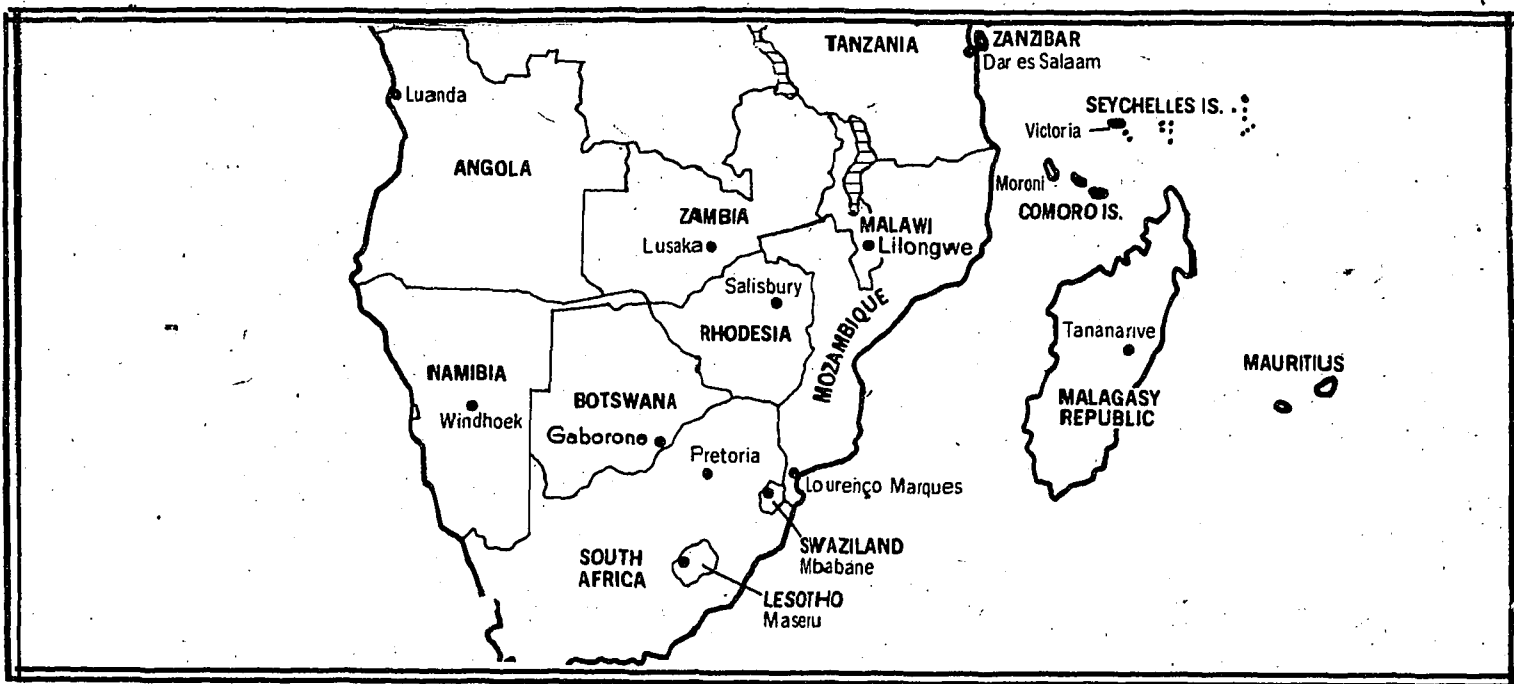 TANZANIA
ZANZIBAR
Dar es Salaam
Luanda
SEYCHELLES IS.
Victoria
ANGOLA
Moroni
COMORO IS.
ZAMBIA
Lusaka
MALAWI
Lilongwe
Salisbury
RHODESIA
MOZAMBIQUE
Tananarive
MAURITIUS
NAMIBIA
Windhoek
BOTSWANA
Gaborone
MALAGASY
REPUBLIC
Pretoria
Lourenço Marques
SWAZILAND
Mbabane
SOUTH
AFRICA
LESOTHO
Maseru